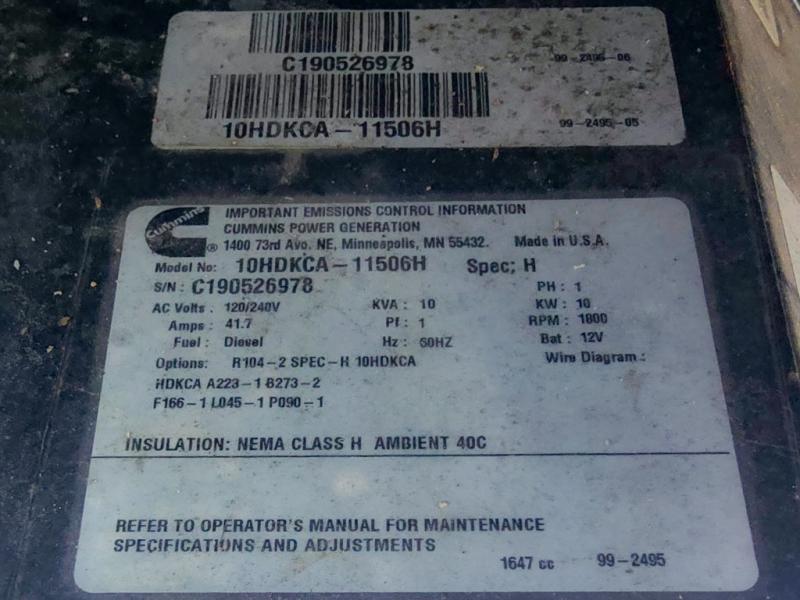 C190526978
99-2495-06
10HDKCA-11506H
99-2495-05
Cummins
IMPORTANT EMISSIONS CONTROL INFORMATION
CUMMINS POWER GENERATION
® 1400 73rd Ave. NE, Minneapolis, MN 55432. Made in U.S.A.
Model No: 10HDKCA-11506H Spec; H
S/N : C190526978 PH : 1
AC Volts : 120/240V KVA : 10 KW : 10
Amps : 41.7 Pf : 1 RPM : 1800
Fuel : Diesel Hz : 60HZ Bat : 12V
Options: R104-2 SPEC-H 10HDKCA Wire Diagram :
HDKCA A223-1 B273-2
F166-1 L045-1 P090-1
INSULATION: NEMA CLASS H AMBIENT 40C
REFER TO OPERATOR'S MANUAL FOR MAINTENANCE
SPECIFICATIONS AND ADJUSTMENTS
1647 cc 99-2495